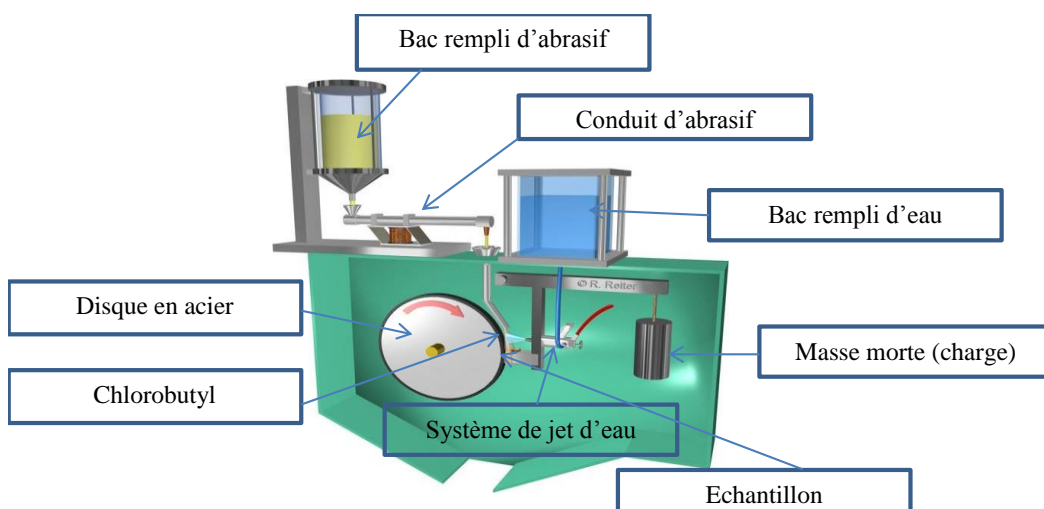 Bac rempli d’abrasif
Conduit d’abrasif
Bac rempli d’eau
© R. Reiter
Disque en acier
Masse morte (charge)
Chlorobutyl
Système de jet d’eau
Echantillon